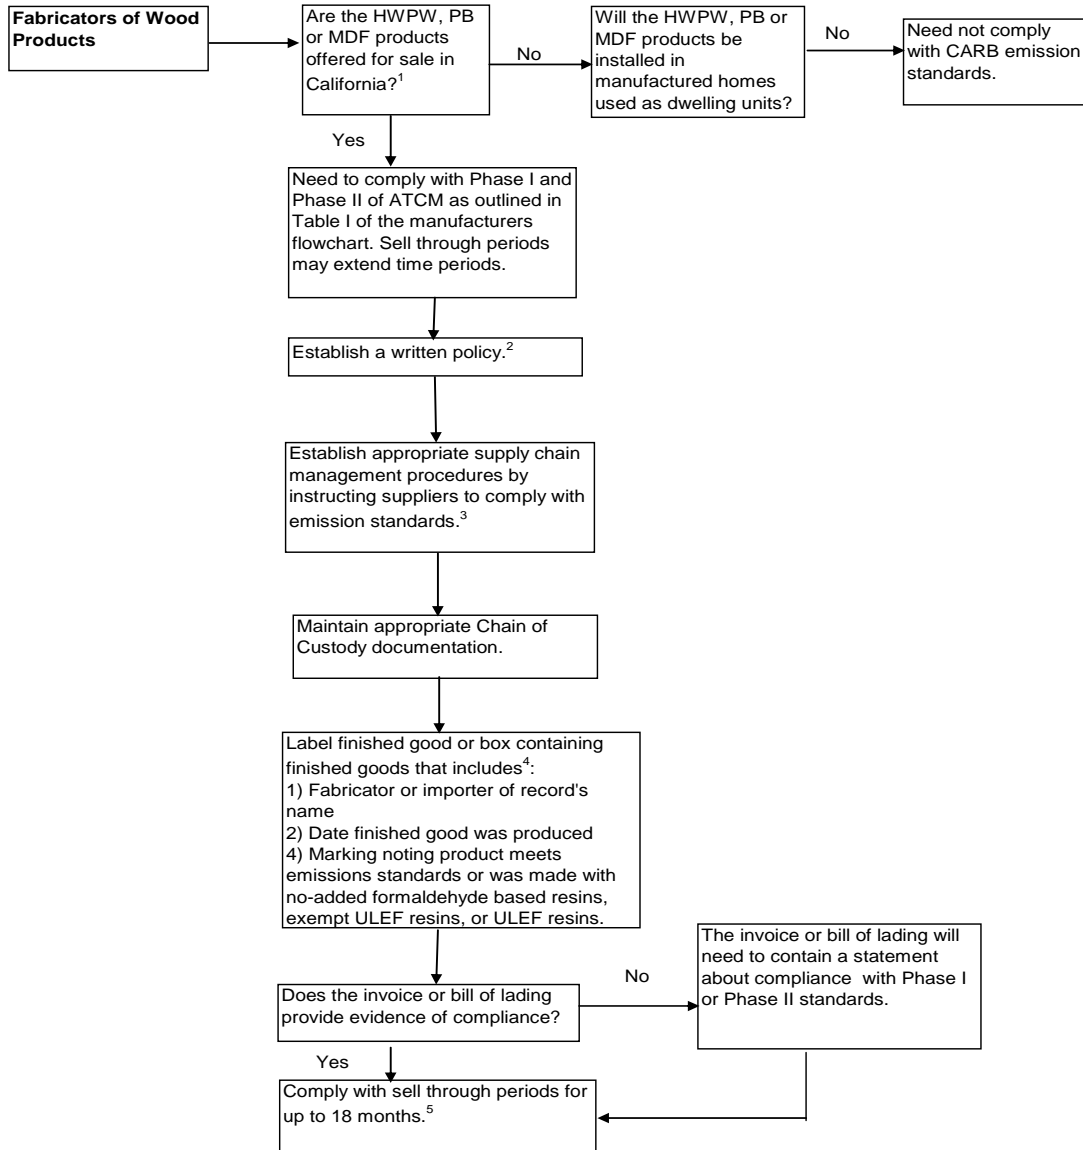 Fabricators of Wood
Products
Are the HWPW, PB
or MDF products
offered for sale in
California?1
No
Will the HWPW, PB or
MDF products be
installed in
manufactured homes
used as dwelling units?
No
Need not comply
with CARB emission
standards.
Yes
Need to comply with Phase I and
Phase II of ATCM as outlined in
Table I of the manufacturers
flowchart. Sell through periods
may extend time periods.
Establish a written policy.2
Establish appropriate supply chain
management procedures by
instructing suppliers to comply with
emission standards.3
Maintain appropriate Chain of
Custody documentation.
Label finished good or box containing
finished goods that includes4:
1) Fabricator or importer of record's
name
2) Date finished good was produced
4) Marking noting product meets
emissions standards or was made with
no-added formaldehyde based resins,
exempt ULEF resins, or ULEF resins.
Does the invoice or bill of lading
provide evidence of compliance?
No
The invoice or bill of lading will
need to contain a statement
about compliance with Phase I
or Phase II standards.
Yes
Comply with sell through periods for
up to 18 months.5